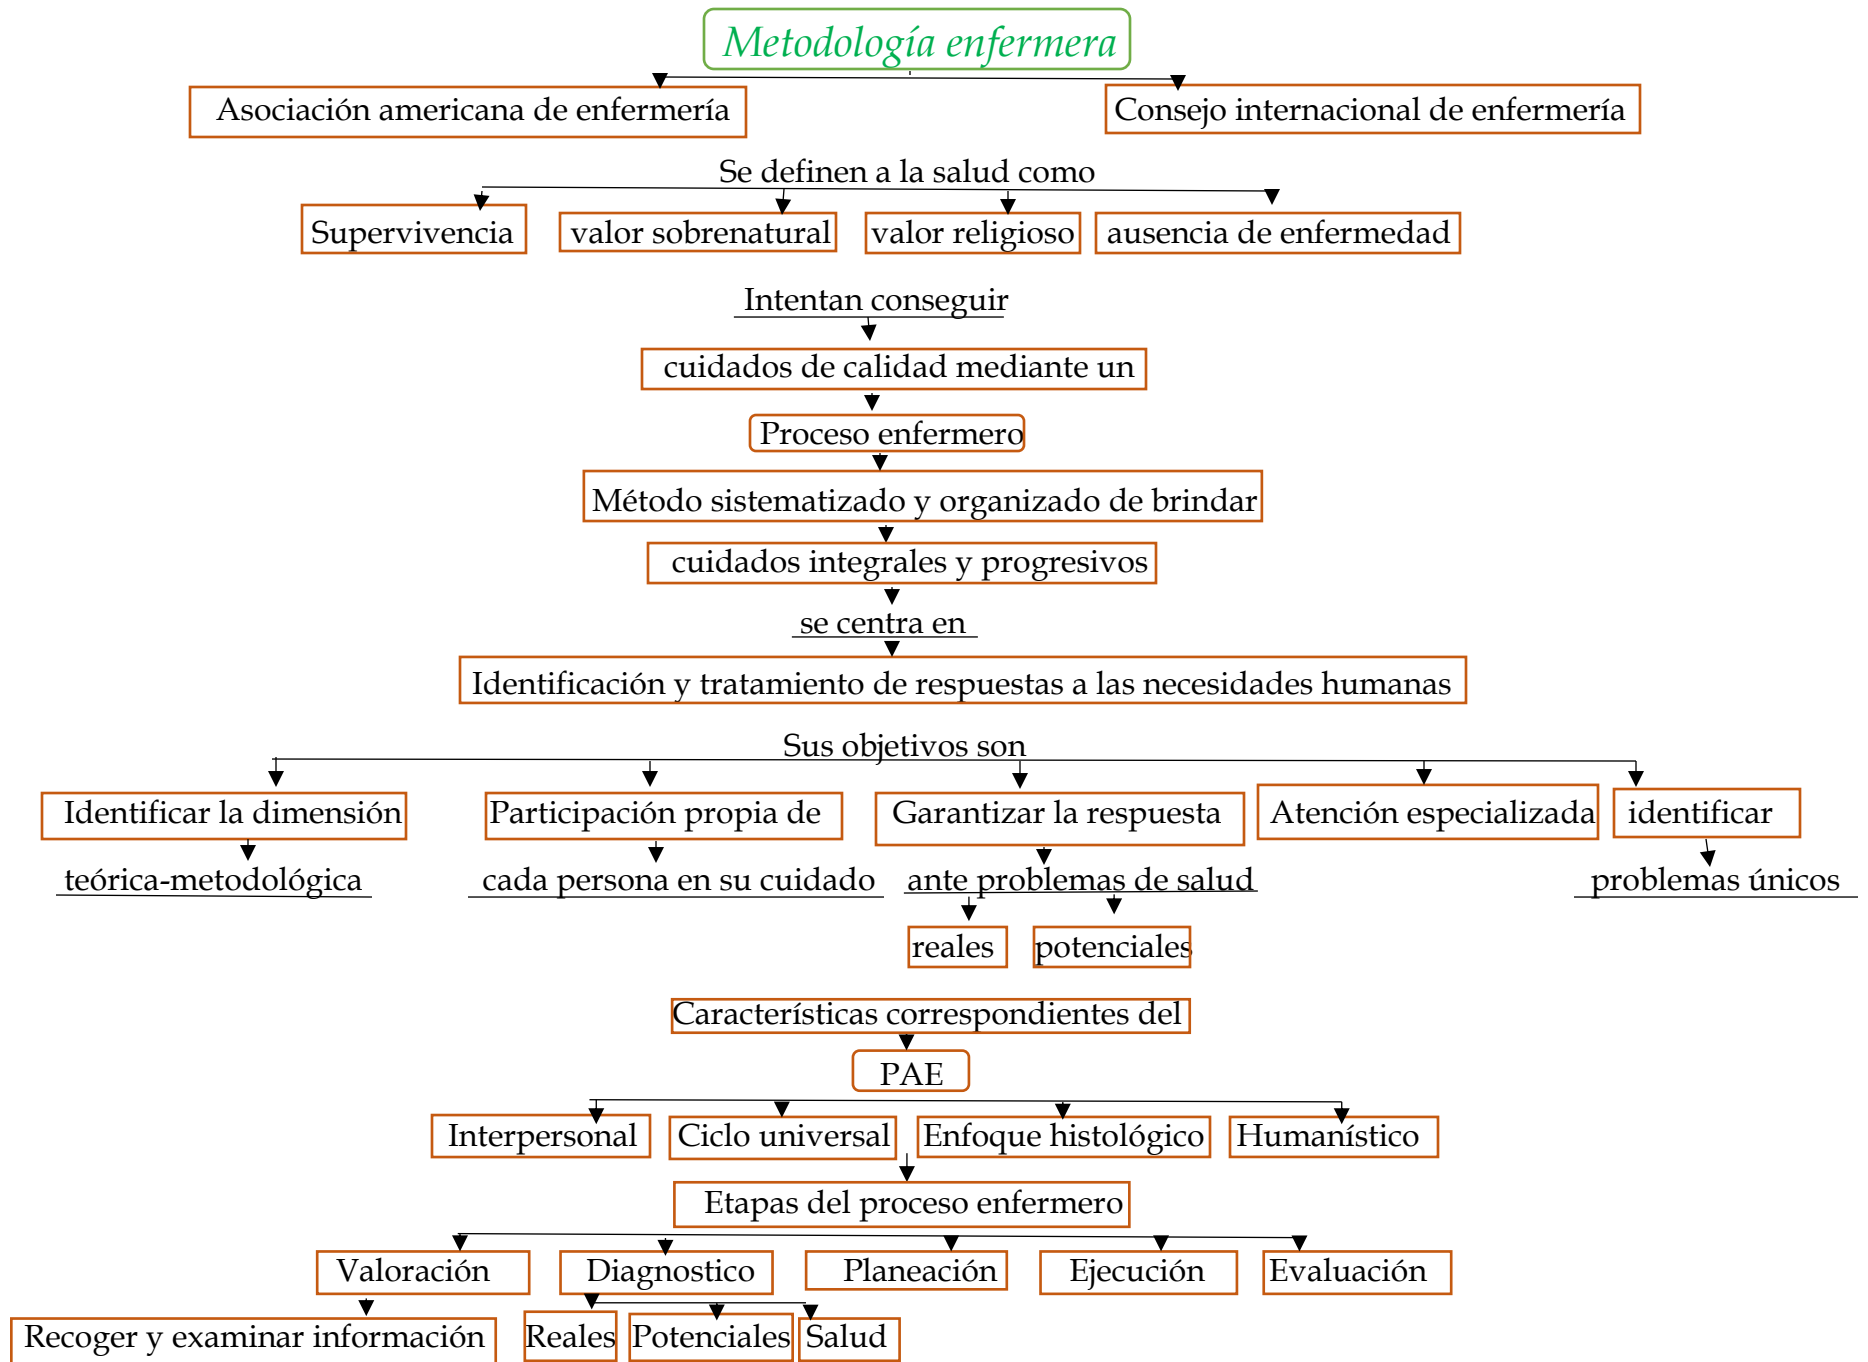 Metodología enfermera
Asociación americana de enfermería
Consejo internacional de enfermería
Se definen a la salud como
Supervivencia
valor sobrenatural
valor religioso
ausencia de enfermedad
Intentan conseguir
cuidados de calidad mediante un
Proceso enfermero
Método sistematizado y organizado de brindar
cuidados integrales y progresivos
se centra en
Identificación y tratamiento de respuestas a las necesidades humanas
Sus objetivos son
Identificar la dimensión
Participación propia de
Garantizar la respuesta
Atención especializada
identificar
teórica-metodológica
cada persona en su cuidado
ante problemas de salud
problemas únicos
reales
potenciales
Características correspondientes del
PAE
Interpersonal
Ciclo universal
Enfoque histológico
Humanístico
Etapas del proceso enfermero
Valoración
Diagnostico
Planeación
Ejecución
Evaluación
Recoger y examinar información
Reales
Potenciales
Salud